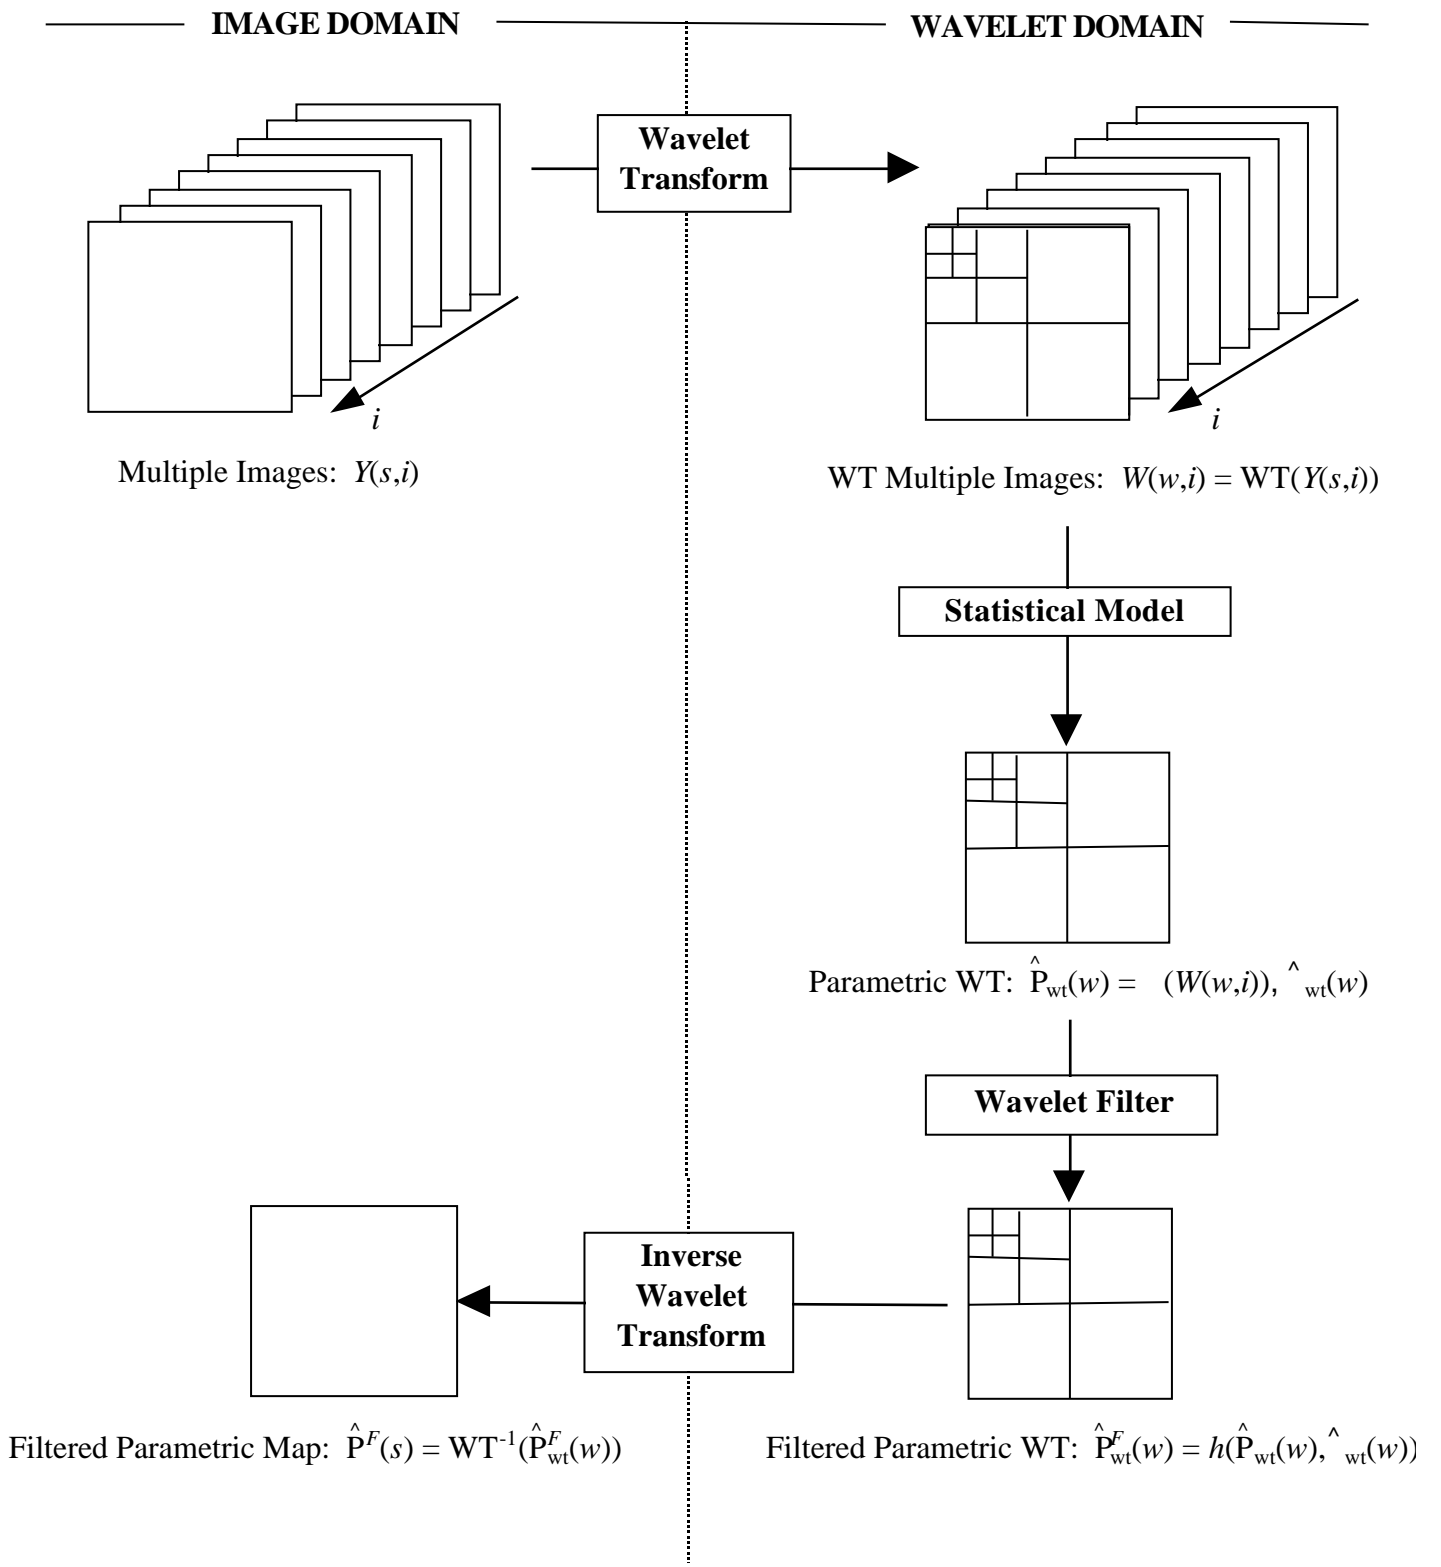 IMAGE DOMAIN
WAVELET DOMAIN
Wavelet
Transform
i
i
Multiple Images: Y(s,i)
WT Multiple Images: W(w,i) = WT(Y(s,i))
Statistical Model
Parametric WT: P̂wt(w) = (W(w,i)), ^wt(w)
Wavelet Filter
Inverse
Wavelet
Transform
Filtered Parametric Map: P̂F(s) = WT-1(P̂Fwt(w))
Filtered Parametric WT: P̂Fwt(w) = h(P̂wt(w),^wt(w))